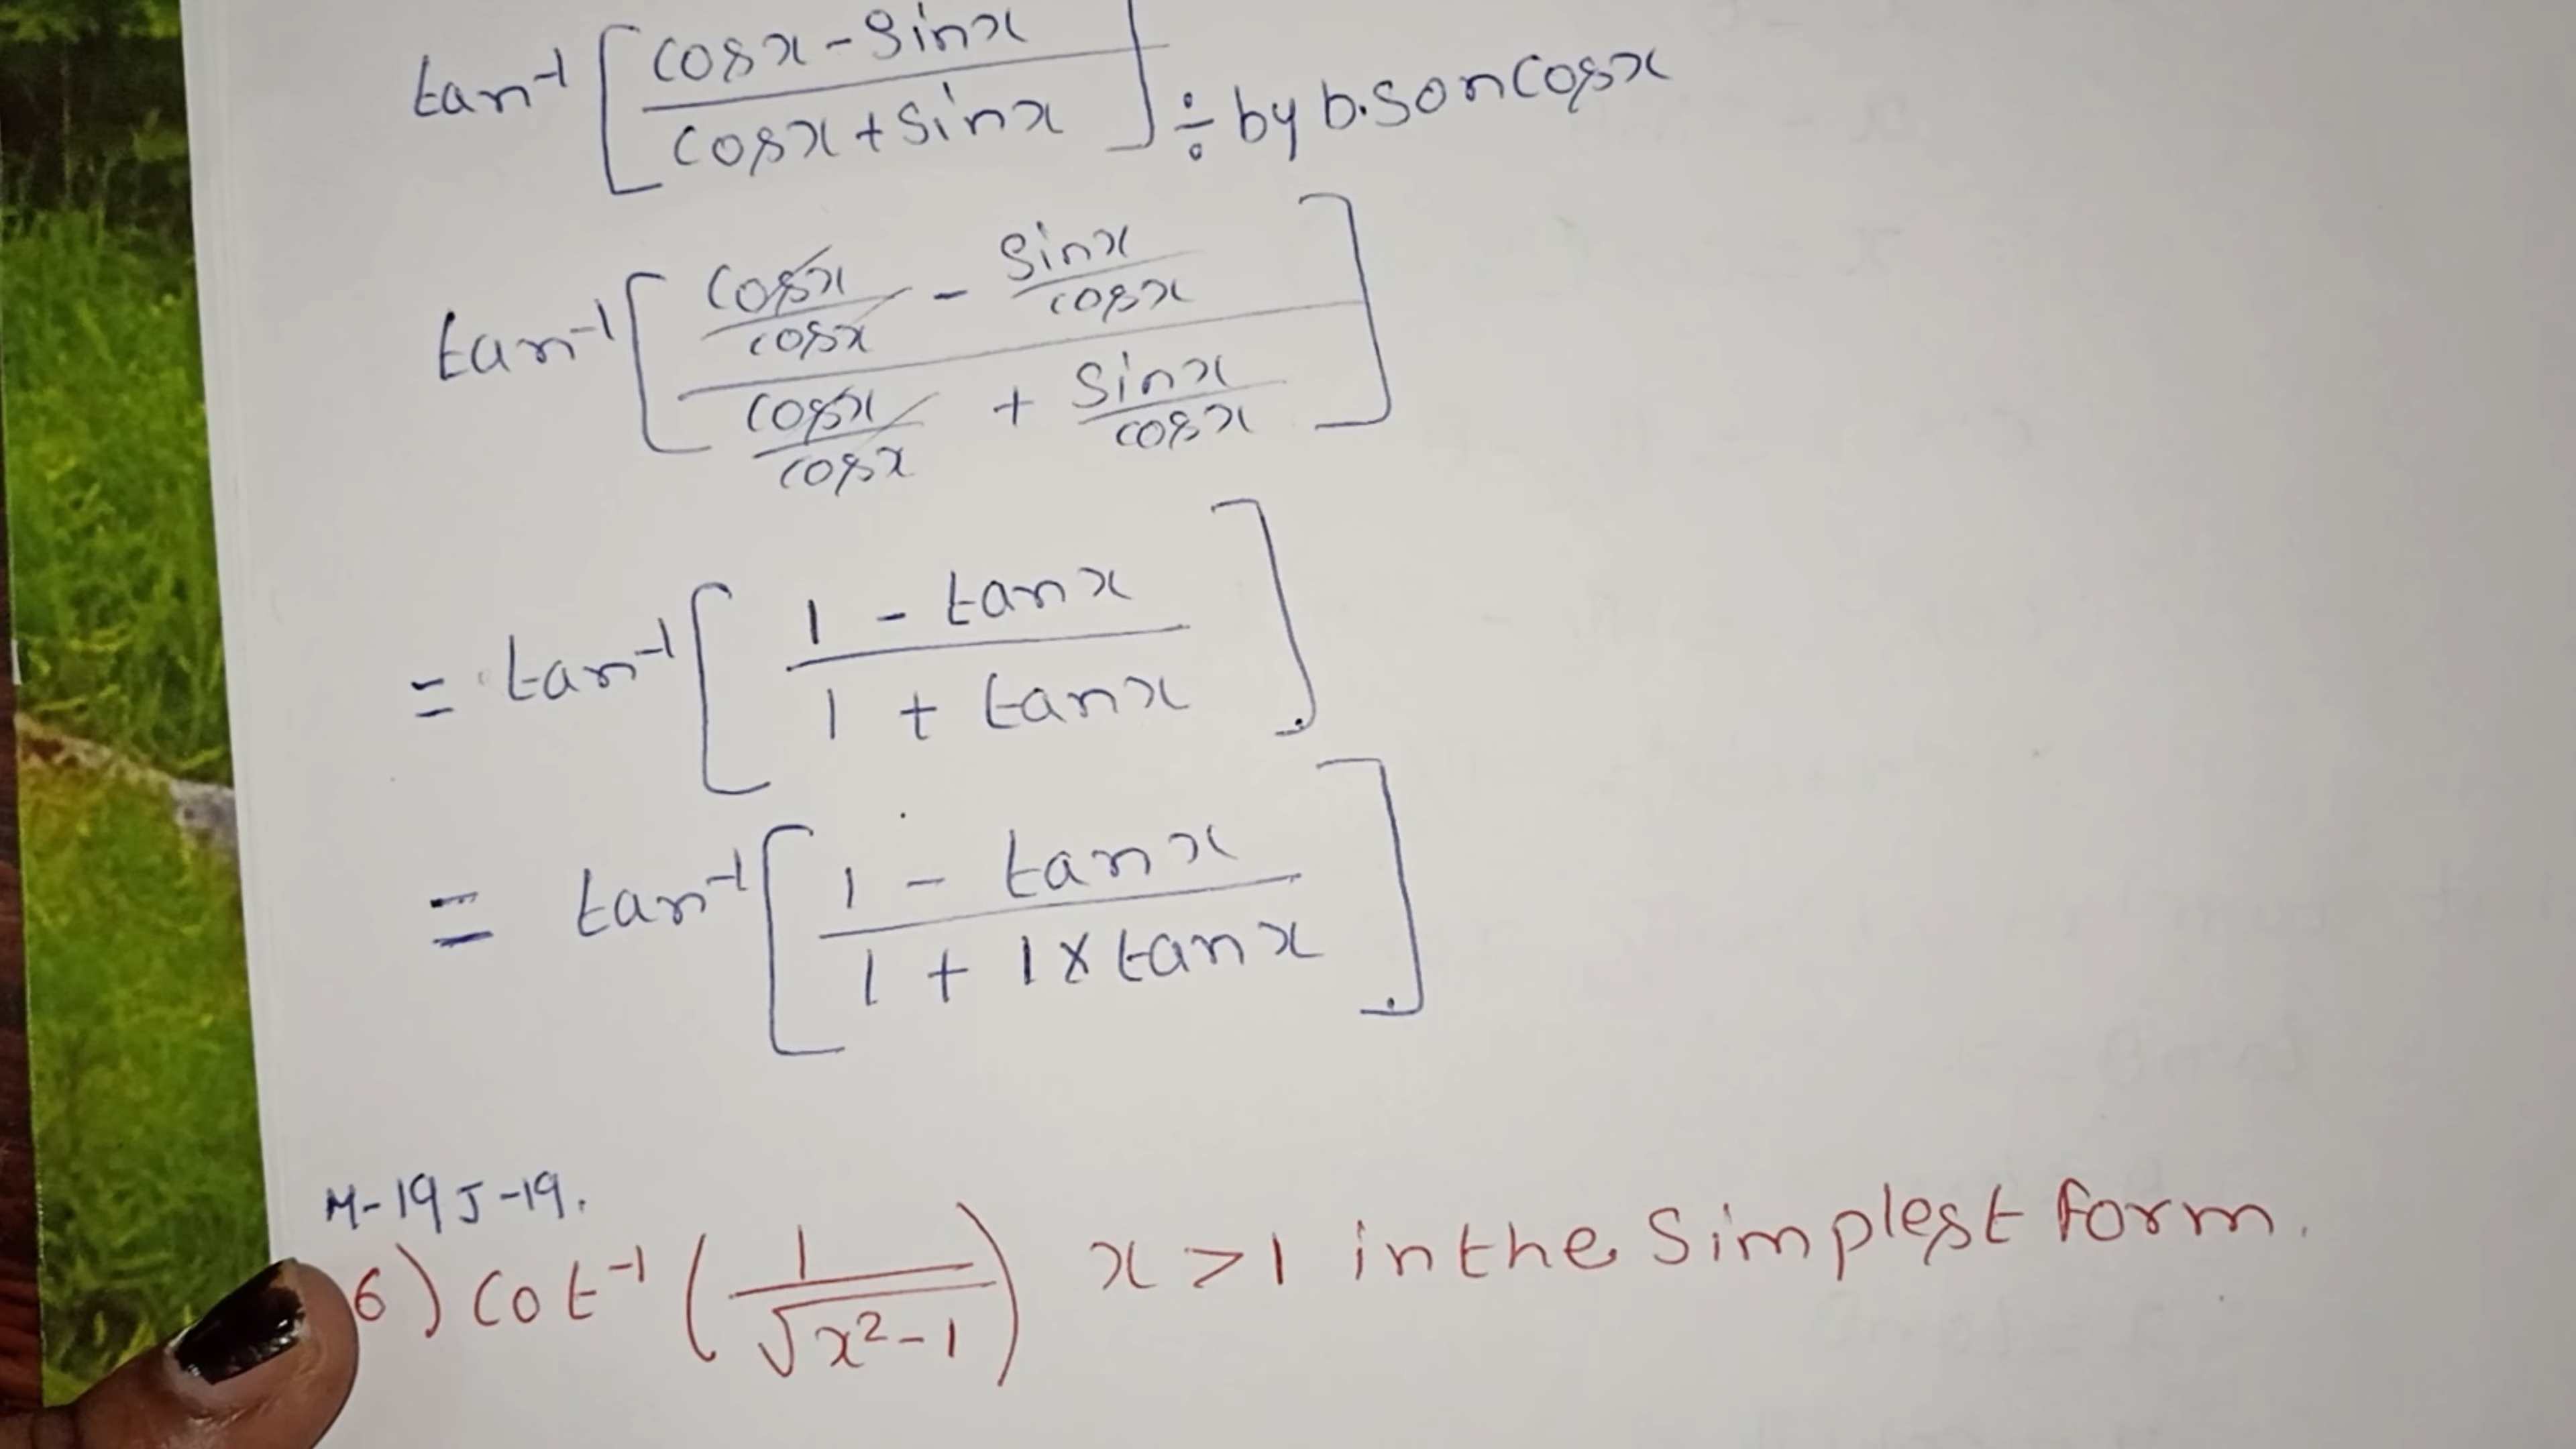 tan⁻¹ [ (cosx - sinx) / (cosx + sinx) ] ÷ by b.s on cosx
tan⁻¹ [ (cosx/cosx - sinx/cosx) / (cosx/cosx + sinx/cosx) ]
= tan⁻¹ [ (1 - tanx) / (1 + tanx) ]
= tan⁻¹ [ (1 - tanx) / (1 + 1×tanx) ]
M-19 J-19.
6) cot⁻¹ ( 1 / √(x²-1) ) x > 1 in the simplest form.